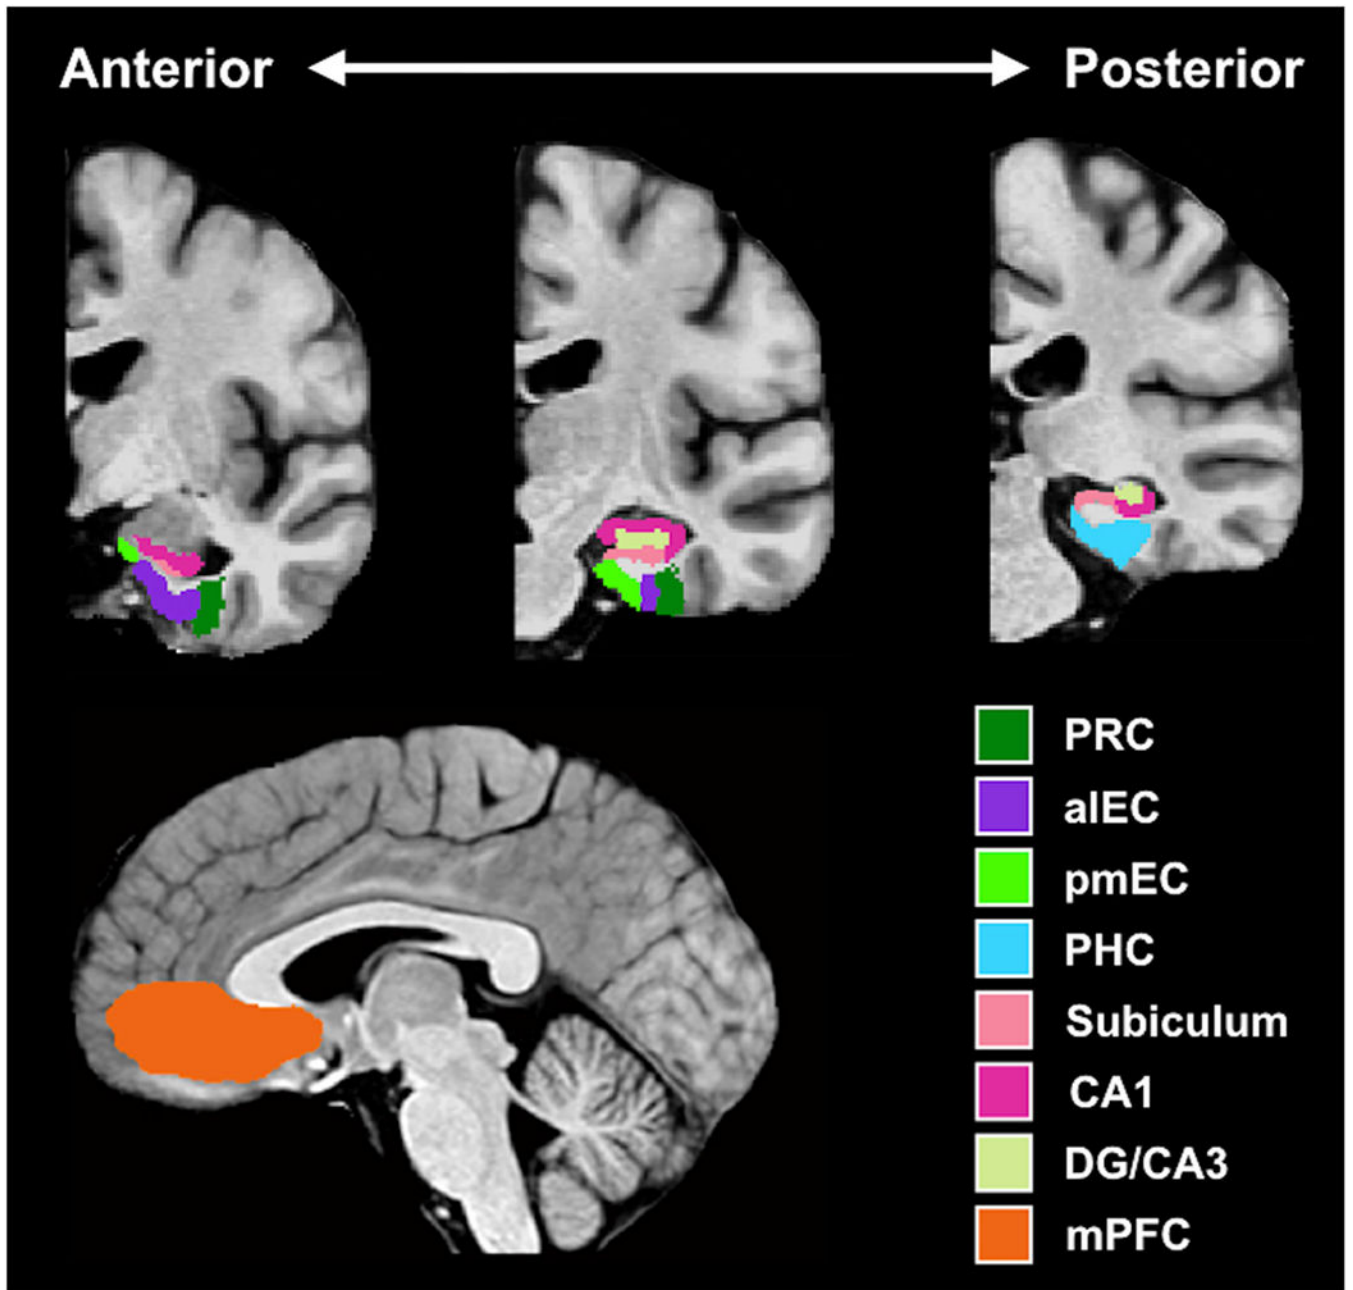 Anterior Posterior
PRC
alEC
pmEC
PHC
Subiculum
CA1
DG/CA3
mPFC